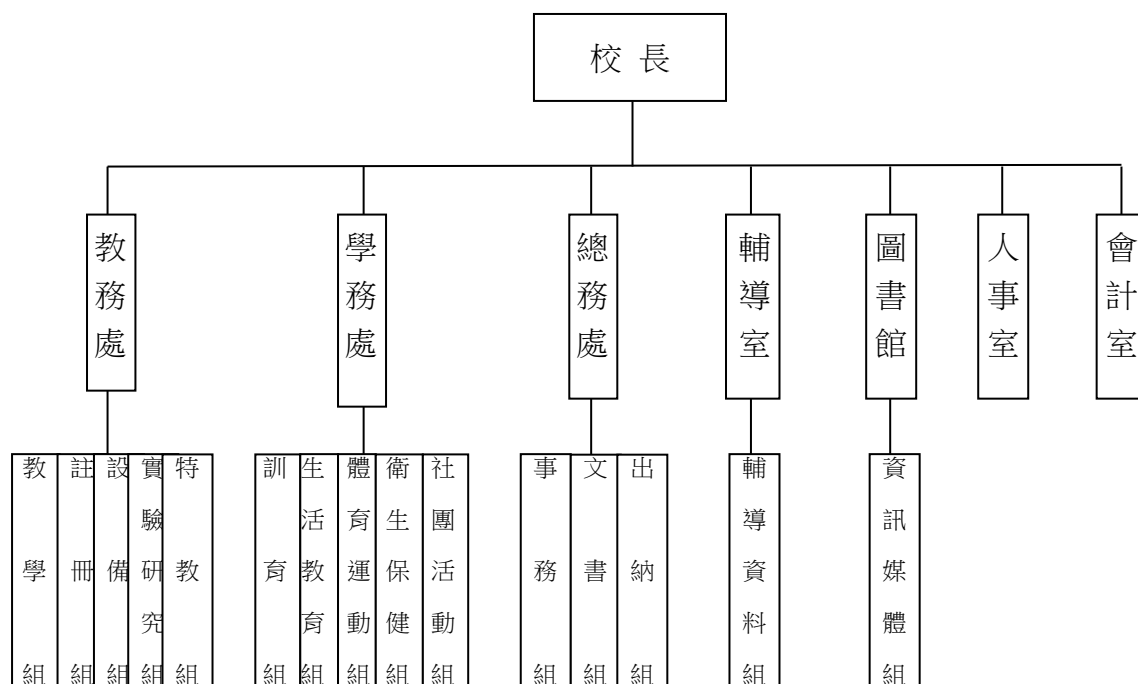 校 長
教務處
學務處
總務處
輔導室
圖書館
人事室
會計室
教學組
註冊組
設備組
實驗研究組
特教組
訓育組
生活教育組
體育運動組
衛生保健組
社團活動組
事務組
文書組
出納組
輔導資料組
資訊媒體組